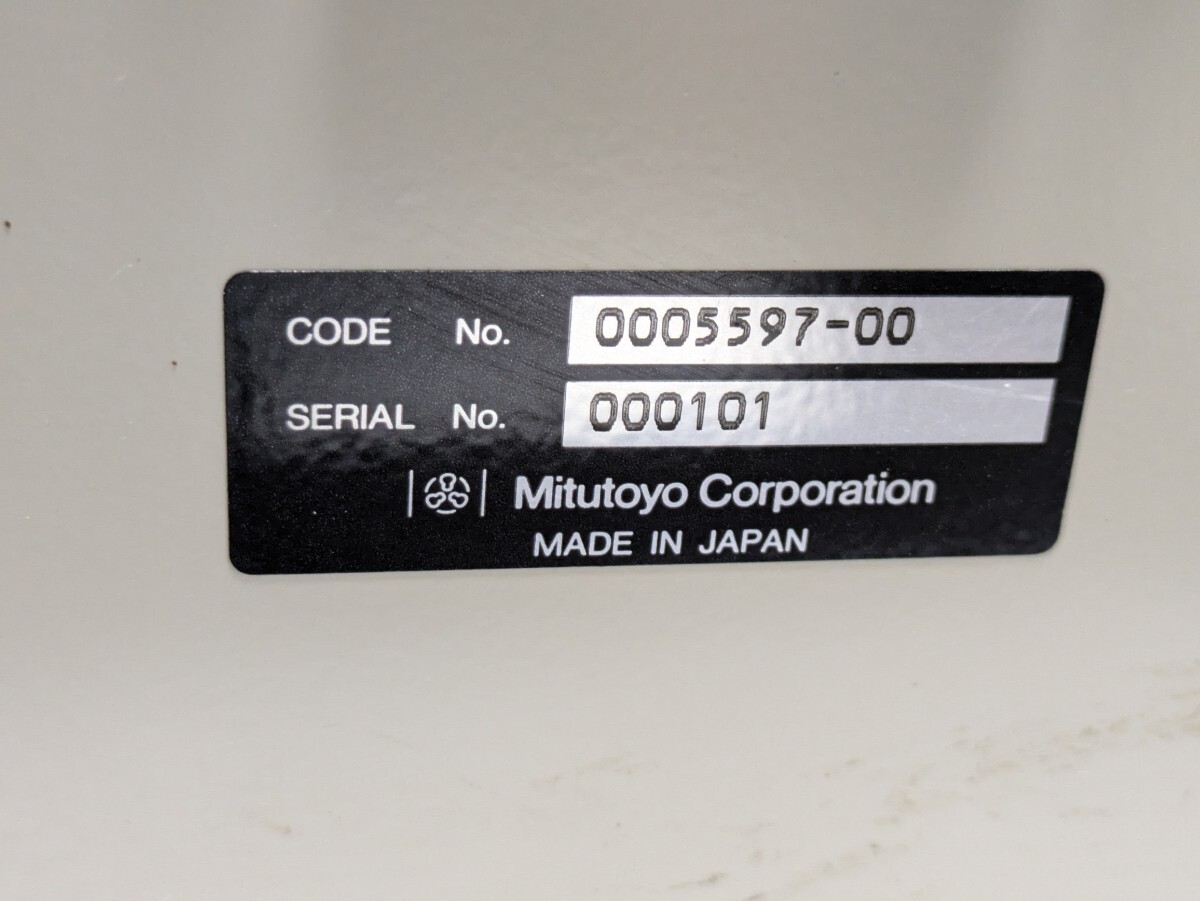 CODE No. 0005597-00
SERIAL No. 000101
Mitutoyo Corporation
MADE IN JAPAN